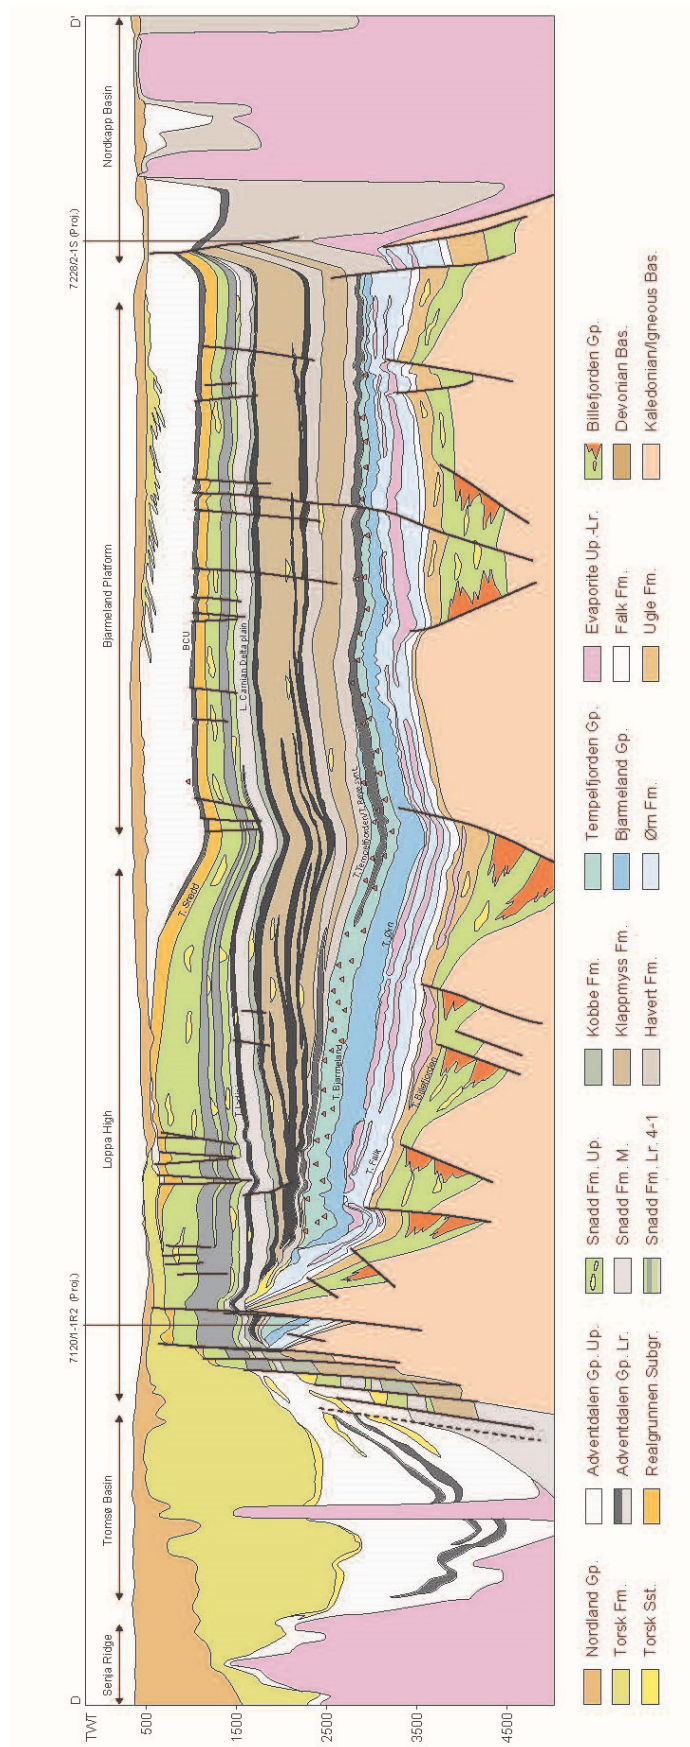 D
D'
Senja Ridge
Tromsø Basin
Loppa High
Bjarmeland Platform
Nordkapp Basin
7120/1-1R2 (Proj.)
7228/2-1S (Proj.)
TWT
500
1500
2500
3500
4500
BCU
T. Snadd
L. Carnian Delta plain
T. Tempelfjorden/T. Røye synt.
T. Ørn
T. Bjarmeland
T. Falk
T. Billefjorden
Nordland Gp.
Torsk Fm.
Torsk Sst.
Adventdalen Gp. Up.
Adventdalen Gp. Lr.
Realgrunnen Subgr.
Snadd Fm. Up.
Snadd Fm. M.
Snadd Fm. Lr. 4-1
Kobbe Fm.
Klappmyss Fm.
Havert Fm.
Tempelfjorden Gp.
Bjarmeland Gp.
Ørn Fm.
Evaporite Up.-Lr.
Falk Fm.
Ugle Fm.
Billefjorden Gp.
Devonian Bas.
Kaledonian/Igneous Bas.